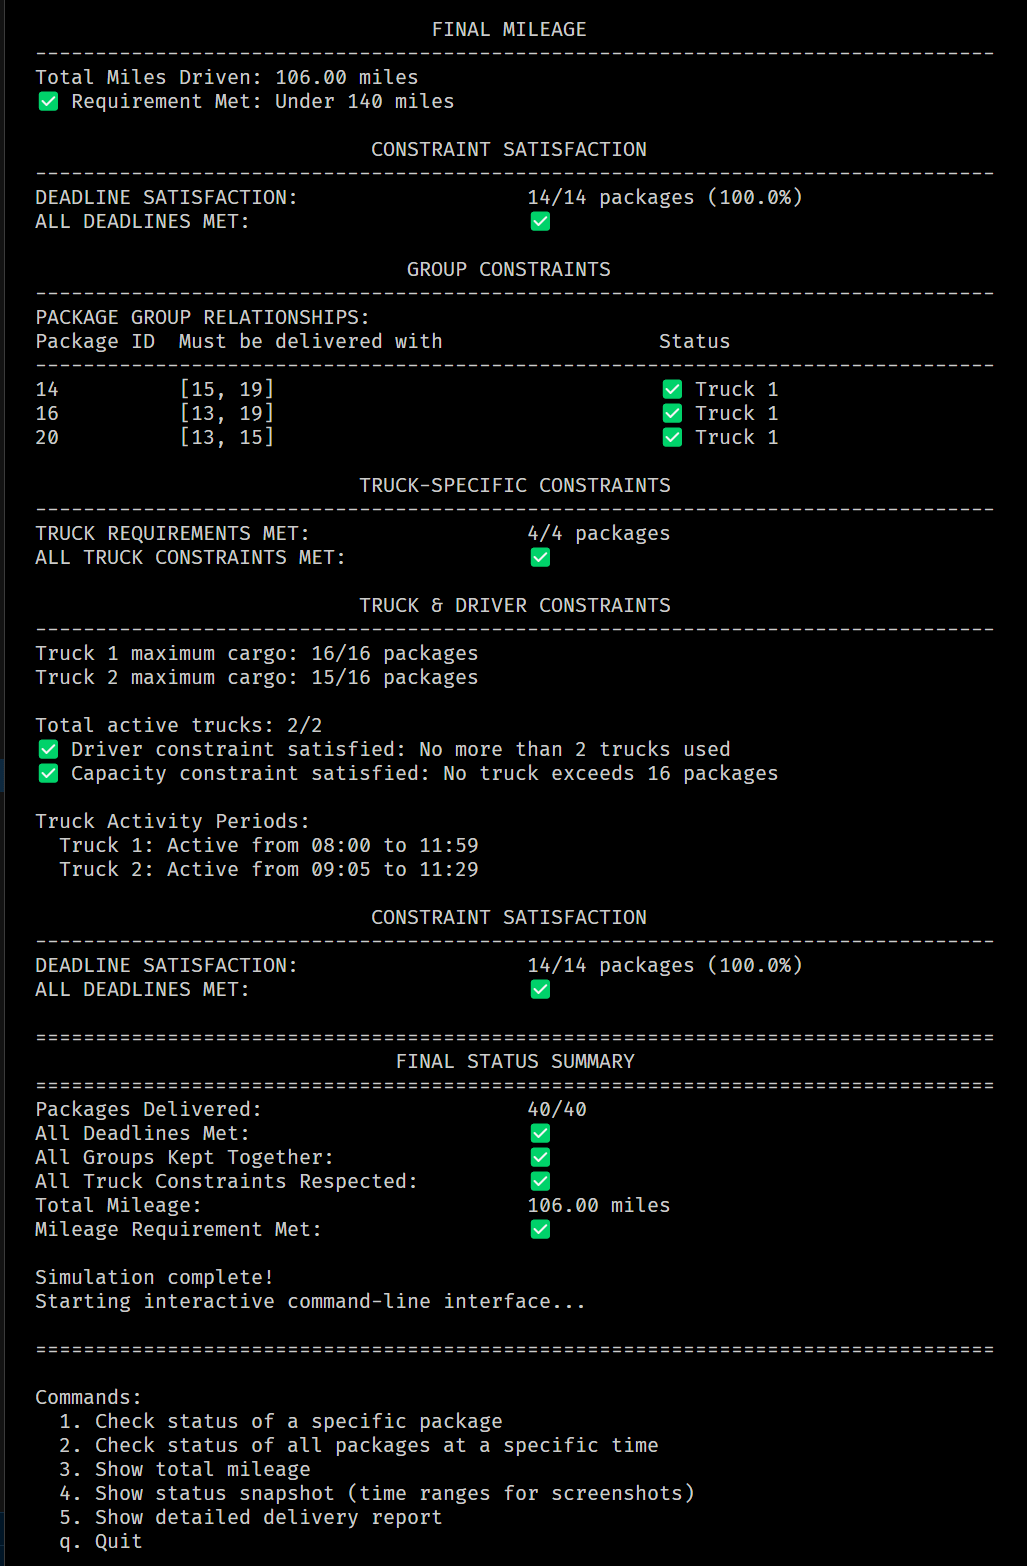 FINAL MILEAGE
--------------------------------------------------------------------------------
Total Miles Driven: 106.00 miles
✅ Requirement Met: Under 140 miles
CONSTRAINT SATISFACTION
--------------------------------------------------------------------------------
DEADLINE SATISFACTION: 14/14 packages (100.0%)
ALL DEADLINES MET: ✅
GROUP CONSTRAINTS
--------------------------------------------------------------------------------
PACKAGE GROUP RELATIONSHIPS:
Package ID  Must be delivered with  Status
--------------------------------------------------------------------------------
14  [15, 19]  ✅ Truck 1
16  [13, 19]  ✅ Truck 1
20  [13, 15]  ✅ Truck 1
TRUCK-SPECIFIC CONSTRAINTS
--------------------------------------------------------------------------------
TRUCK REQUIREMENTS MET: 4/4 packages
ALL TRUCK CONSTRAINTS MET: ✅
TRUCK & DRIVER CONSTRAINTS
--------------------------------------------------------------------------------
Truck 1 maximum cargo: 16/16 packages
Truck 2 maximum cargo: 15/16 packages
Total active trucks: 2/2
✅ Driver constraint satisfied: No more than 2 trucks used
✅ Capacity constraint satisfied: No truck exceeds 16 packages
Truck Activity Periods:
Truck 1: Active from 08:00 to 11:59
Truck 2: Active from 09:05 to 11:29
CONSTRAINT SATISFACTION
--------------------------------------------------------------------------------
DEADLINE SATISFACTION: 14/14 packages (100.0%)
ALL DEADLINES MET: ✅
================================================================================
FINAL STATUS SUMMARY
================================================================================
Packages Delivered: 40/40
All Deadlines Met: ✅
All Groups Kept Together: ✅
All Truck Constraints Respected: ✅
Total Mileage: 106.00 miles
Mileage Requirement Met: ✅
Simulation complete!
Starting interactive command-line interface...
================================================================================
Commands:
1. Check status of a specific package
2. Check status of all packages at a specific time
3. Show total mileage
4. Show status snapshot (time ranges for screenshots)
5. Show detailed delivery report
q. Quit